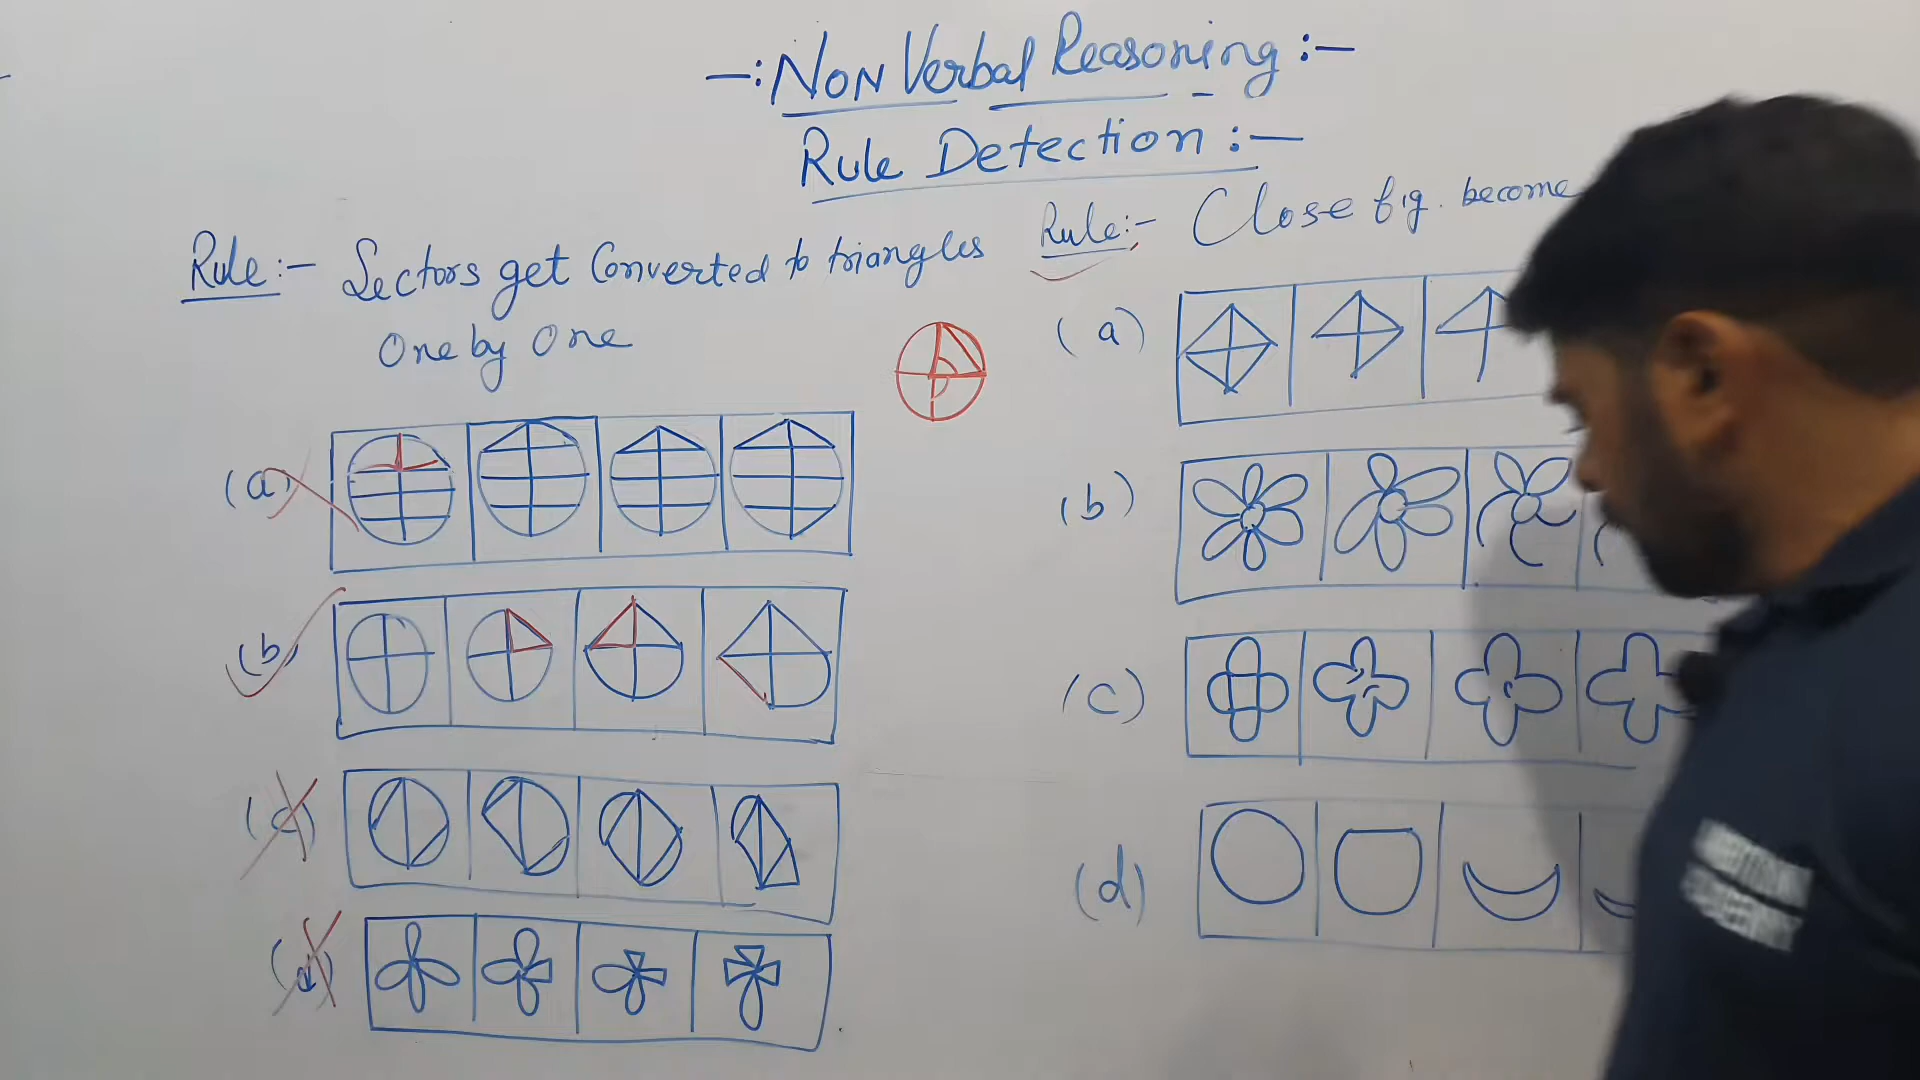 -: Non Verbal Reasoning :-
Rule Detection :-
Rule :- Sectors get Converted to triangles
One by One
(a)
(b)
(c)
(d)
Rule :- Close fig. become
(a)
(b)
(c)
(d)